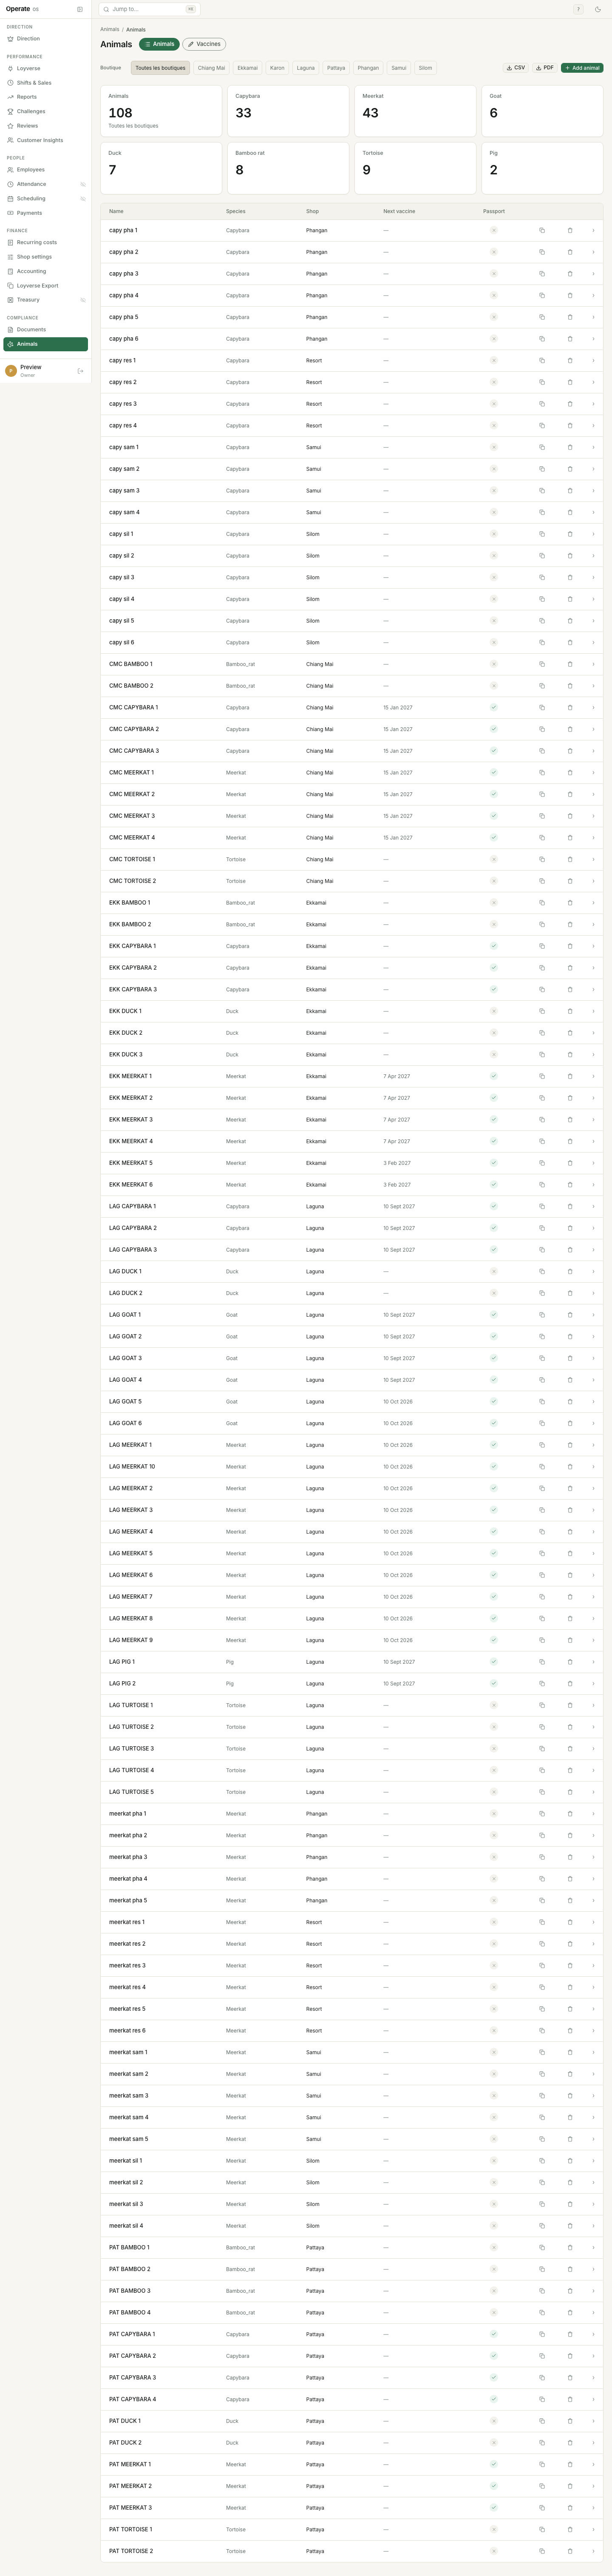 Operate OS
DIRECTION
Direction
PERFORMANCE
Loyverse
Shifts & Sales
Reports
Challenges
Reviews
Customer Insights
PEOPLE
Employees
Attendance
Scheduling
Payments
FINANCE
Recurring costs
Shop settings
Accounting
Loyverse Export
Treasury
COMPLIANCE
Documents
Animals
P Preview
Owner
Jump to... ⌘K ?
Animals / Animals
Animals Animals Vaccines
Boutique Toutes les boutiques Chiang Mai Ekkamai Karon Laguna Pattaya Phangan Samui Silom CSV PDF + Add animal
Animals
108
Toutes les boutiques
Capybara
33
Meerkat
43
Goat
6
Duck
7
Bamboo rat
8
Tortoise
9
Pig
2
Name Species Shop Next vaccine Passport
capy pha 1 Capybara Phangan —
capy pha 2 Capybara Phangan —
capy pha 3 Capybara Phangan —
capy pha 4 Capybara Phangan —
capy pha 5 Capybara Phangan —
capy pha 6 Capybara Phangan —
capy res 1 Capybara Resort —
capy res 2 Capybara Resort —
capy res 3 Capybara Resort —
capy res 4 Capybara Resort —
capy sam 1 Capybara Samui —
capy sam 2 Capybara Samui —
capy sam 3 Capybara Samui —
capy sam 4 Capybara Samui —
capy sil 1 Capybara Silom —
capy sil 2 Capybara Silom —
capy sil 3 Capybara Silom —
capy sil 4 Capybara Silom —
capy sil 5 Capybara Silom —
capy sil 6 Capybara Silom —
CMC BAMBOO 1 Bamboo_rat Chiang Mai —
CMC BAMBOO 2 Bamboo_rat Chiang Mai —
CMC CAPYBARA 1 Capybara Chiang Mai 15 Jan 2027
CMC CAPYBARA 2 Capybara Chiang Mai 15 Jan 2027
CMC CAPYBARA 3 Capybara Chiang Mai 15 Jan 2027
CMC MEERKAT 1 Meerkat Chiang Mai 15 Jan 2027
CMC MEERKAT 2 Meerkat Chiang Mai 15 Jan 2027
CMC MEERKAT 3 Meerkat Chiang Mai 15 Jan 2027
CMC MEERKAT 4 Meerkat Chiang Mai 15 Jan 2027
CMC TORTOISE 1 Tortoise Chiang Mai —
CMC TORTOISE 2 Tortoise Chiang Mai —
EKK BAMBOO 1 Bamboo_rat Ekkamai —
EKK BAMBOO 2 Bamboo_rat Ekkamai —
EKK CAPYBARA 1 Capybara Ekkamai —
EKK CAPYBARA 2 Capybara Ekkamai —
EKK CAPYBARA 3 Capybara Ekkamai —
EKK DUCK 1 Duck Ekkamai —
EKK DUCK 2 Duck Ekkamai —
EKK DUCK 3 Duck Ekkamai —
EKK MEERKAT 1 Meerkat Ekkamai 7 Apr 2027
EKK MEERKAT 2 Meerkat Ekkamai 7 Apr 2027
EKK MEERKAT 3 Meerkat Ekkamai 7 Apr 2027
EKK MEERKAT 4 Meerkat Ekkamai 7 Apr 2027
EKK MEERKAT 5 Meerkat Ekkamai 3 Feb 2027
EKK MEERKAT 6 Meerkat Ekkamai 3 Feb 2027
LAG CAPYBARA 1 Capybara Laguna 10 Sept 2027
LAG CAPYBARA 2 Capybara Laguna 10 Sept 2027
LAG CAPYBARA 3 Capybara Laguna 10 Sept 2027
LAG DUCK 1 Duck Laguna —
LAG DUCK 2 Duck Laguna —
LAG GOAT 1 Goat Laguna 10 Sept 2027
LAG GOAT 2 Goat Laguna 10 Sept 2027
LAG GOAT 3 Goat Laguna 10 Sept 2027
LAG GOAT 4 Goat Laguna 10 Sept 2027
LAG GOAT 5 Goat Laguna 10 Oct 2026
LAG GOAT 6 Goat Laguna 10 Oct 2026
LAG MEERKAT 1 Meerkat Laguna 10 Oct 2026
LAG MEERKAT 10 Meerkat Laguna 10 Oct 2026
LAG MEERKAT 2 Meerkat Laguna 10 Oct 2026
LAG MEERKAT 3 Meerkat Laguna 10 Oct 2026
LAG MEERKAT 4 Meerkat Laguna 10 Oct 2026
LAG MEERKAT 5 Meerkat Laguna 10 Oct 2026
LAG MEERKAT 6 Meerkat Laguna 10 Oct 2026
LAG MEERKAT 7 Meerkat Laguna 10 Oct 2026
LAG MEERKAT 8 Meerkat Laguna 10 Oct 2026
LAG MEERKAT 9 Meerkat Laguna 10 Oct 2026
LAG PIG 1 Pig Laguna 10 Sept 2027
LAG PIG 2 Pig Laguna 10 Sept 2027
LAG TURTOISE 1 Tortoise Laguna —
LAG TURTOISE 2 Tortoise Laguna —
LAG TURTOISE 3 Tortoise Laguna —
LAG TURTOISE 4 Tortoise Laguna —
LAG TURTOISE 5 Tortoise Laguna —
meerkat pha 1 Meerkat Phangan —
meerkat pha 2 Meerkat Phangan —
meerkat pha 3 Meerkat Phangan —
meerkat pha 4 Meerkat Phangan —
meerkat pha 5 Meerkat Phangan —
meerkat res 1 Meerkat Resort —
meerkat res 2 Meerkat Resort —
meerkat res 3 Meerkat Resort —
meerkat res 4 Meerkat Resort —
meerkat res 5 Meerkat Resort —
meerkat res 6 Meerkat Resort —
meerkat sam 1 Meerkat Samui —
meerkat sam 2 Meerkat Samui —
meerkat sam 3 Meerkat Samui —
meerkat sam 4 Meerkat Samui —
meerkat sam 5 Meerkat Samui —
meerkat sil 1 Meerkat Silom —
meerkat sil 2 Meerkat Silom —
meerkat sil 3 Meerkat Silom —
meerkat sil 4 Meerkat Silom —
PAT BAMBOO 1 Bamboo_rat Pattaya —
PAT BAMBOO 2 Bamboo_rat Pattaya —
PAT BAMBOO 3 Bamboo_rat Pattaya —
PAT BAMBOO 4 Bamboo_rat Pattaya —
PAT CAPYBARA 1 Capybara Pattaya —
PAT CAPYBARA 2 Capybara Pattaya —
PAT CAPYBARA 3 Capybara Pattaya —
PAT CAPYBARA 4 Capybara Pattaya —
PAT DUCK 1 Duck Pattaya —
PAT DUCK 2 Duck Pattaya —
PAT MEERKAT 1 Meerkat Pattaya —
PAT MEERKAT 2 Meerkat Pattaya —
PAT MEERKAT 3 Meerkat Pattaya —
PAT TORTOISE 1 Tortoise Pattaya —
PAT TORTOISE 2 Tortoise Pattaya —